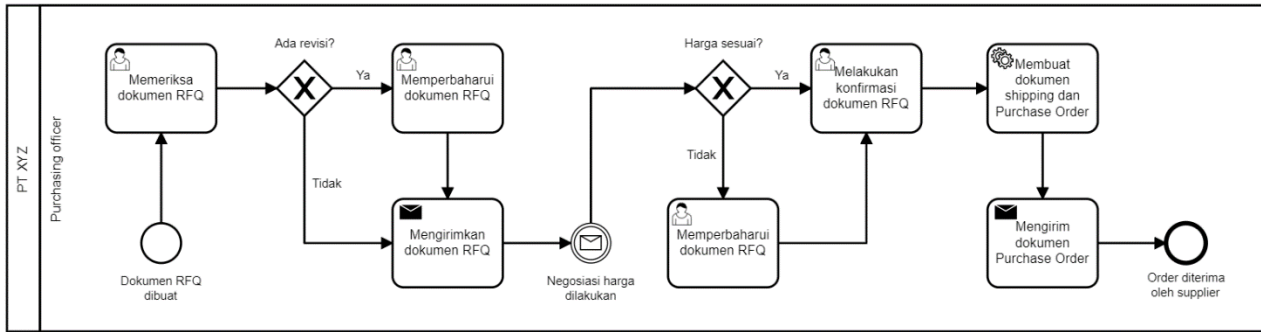 PT XYZ
Purchasing officer
Memeriksa
dokumen RFQ
Dokumen RFQ
dibuat
Ada revisi?
Ya
Tidak
Memperbaharui
dokumen RFQ
Mengirimkan
dokumen RFQ
Negosiasi harga
dilakukan
Harga sesuai?
Ya
Tidak
Memperbaharui
dokumen RFQ
Melakukan
konfirmasi
dokumen RFQ
Membuat
dokumen
shipping dan
Purchase Order
Mengirim
dokumen
Purchase Order
Order diterima
oleh supplier